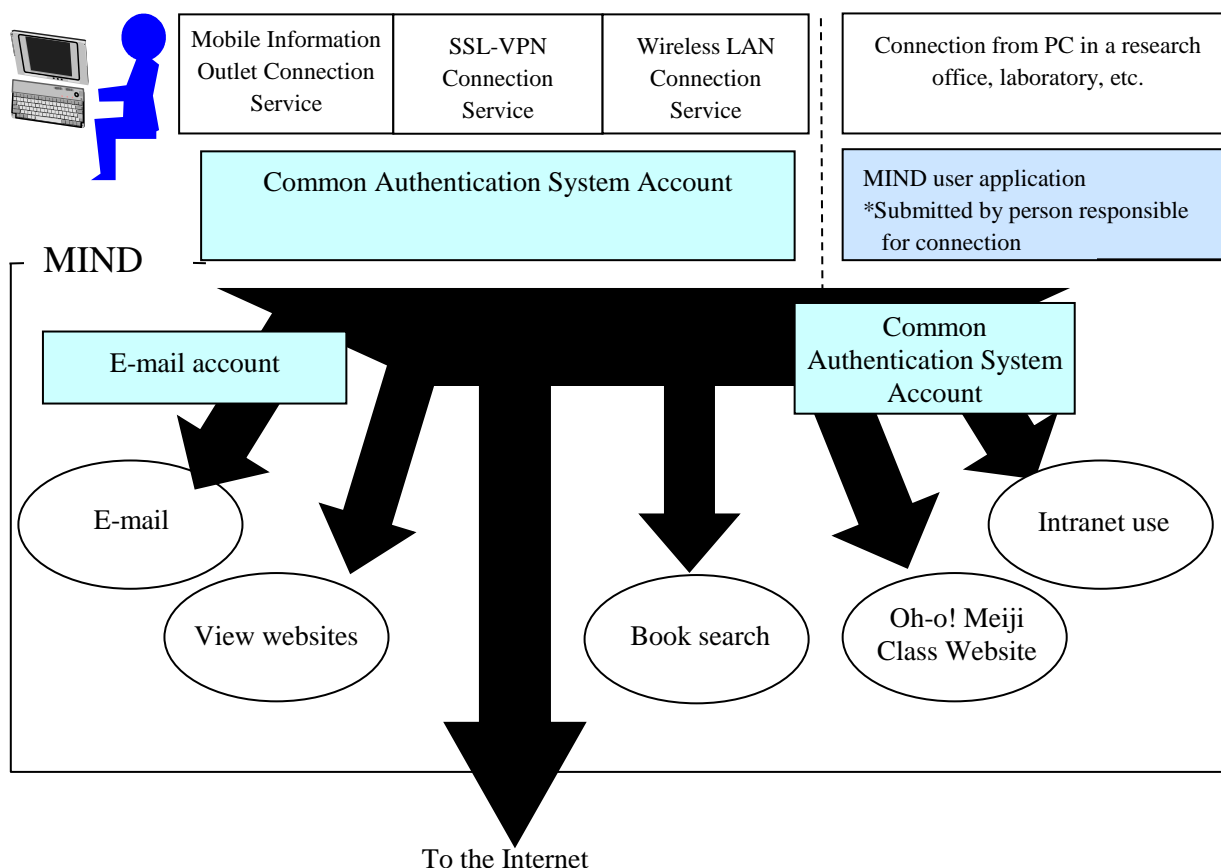 Mobile Information
Outlet Connection
Service
SSL-VPN
Connection
Service
Wireless LAN
Connection
Service
Connection from PC in a research
office, laboratory, etc.
Common Authentication System Account
MIND user application
*Submitted by person responsible
for connection
MIND
E-mail account
Common
Authentication System
Account
E-mail
Intranet use
View websites
Book search
Oh-o! Meiji
Class Website
To the Internet